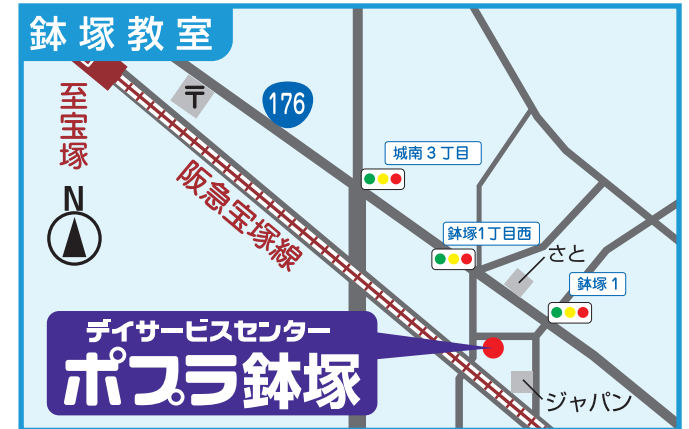 鉢塚教室
至宝塚
〒
176
城南3丁目
阪急宝塚線
N
鉢塚1丁目西
さと
鉢塚1
デイサービスセンター
ポプラ鉢塚
ジャパン